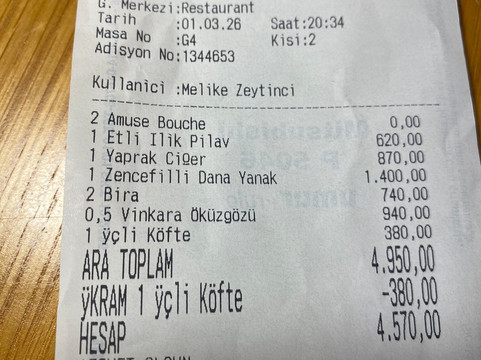 G. Merkezi:Restaurant
Tarih :01.03.26 Saat:20:34
Masa No :G4 Kisi:2
Adisyon No:1344653
Kullanici :Melike Zeytinci
2 Amuse Bouche 0,00
1 Etli Ilik Pilav 620,00
1 Yaprak Ciğer 870,00
1 Zencefilli Dana Yanak 1.400,00
2 Bira 740,00
0,5 Vinkara Öküzgözü 940,00
1 ÿçli Köfte 380,00
ARA TOPLAM 4.950,00
ÿKRAM 1 ÿçli Köfte -380,00
HESAP 4.570,00